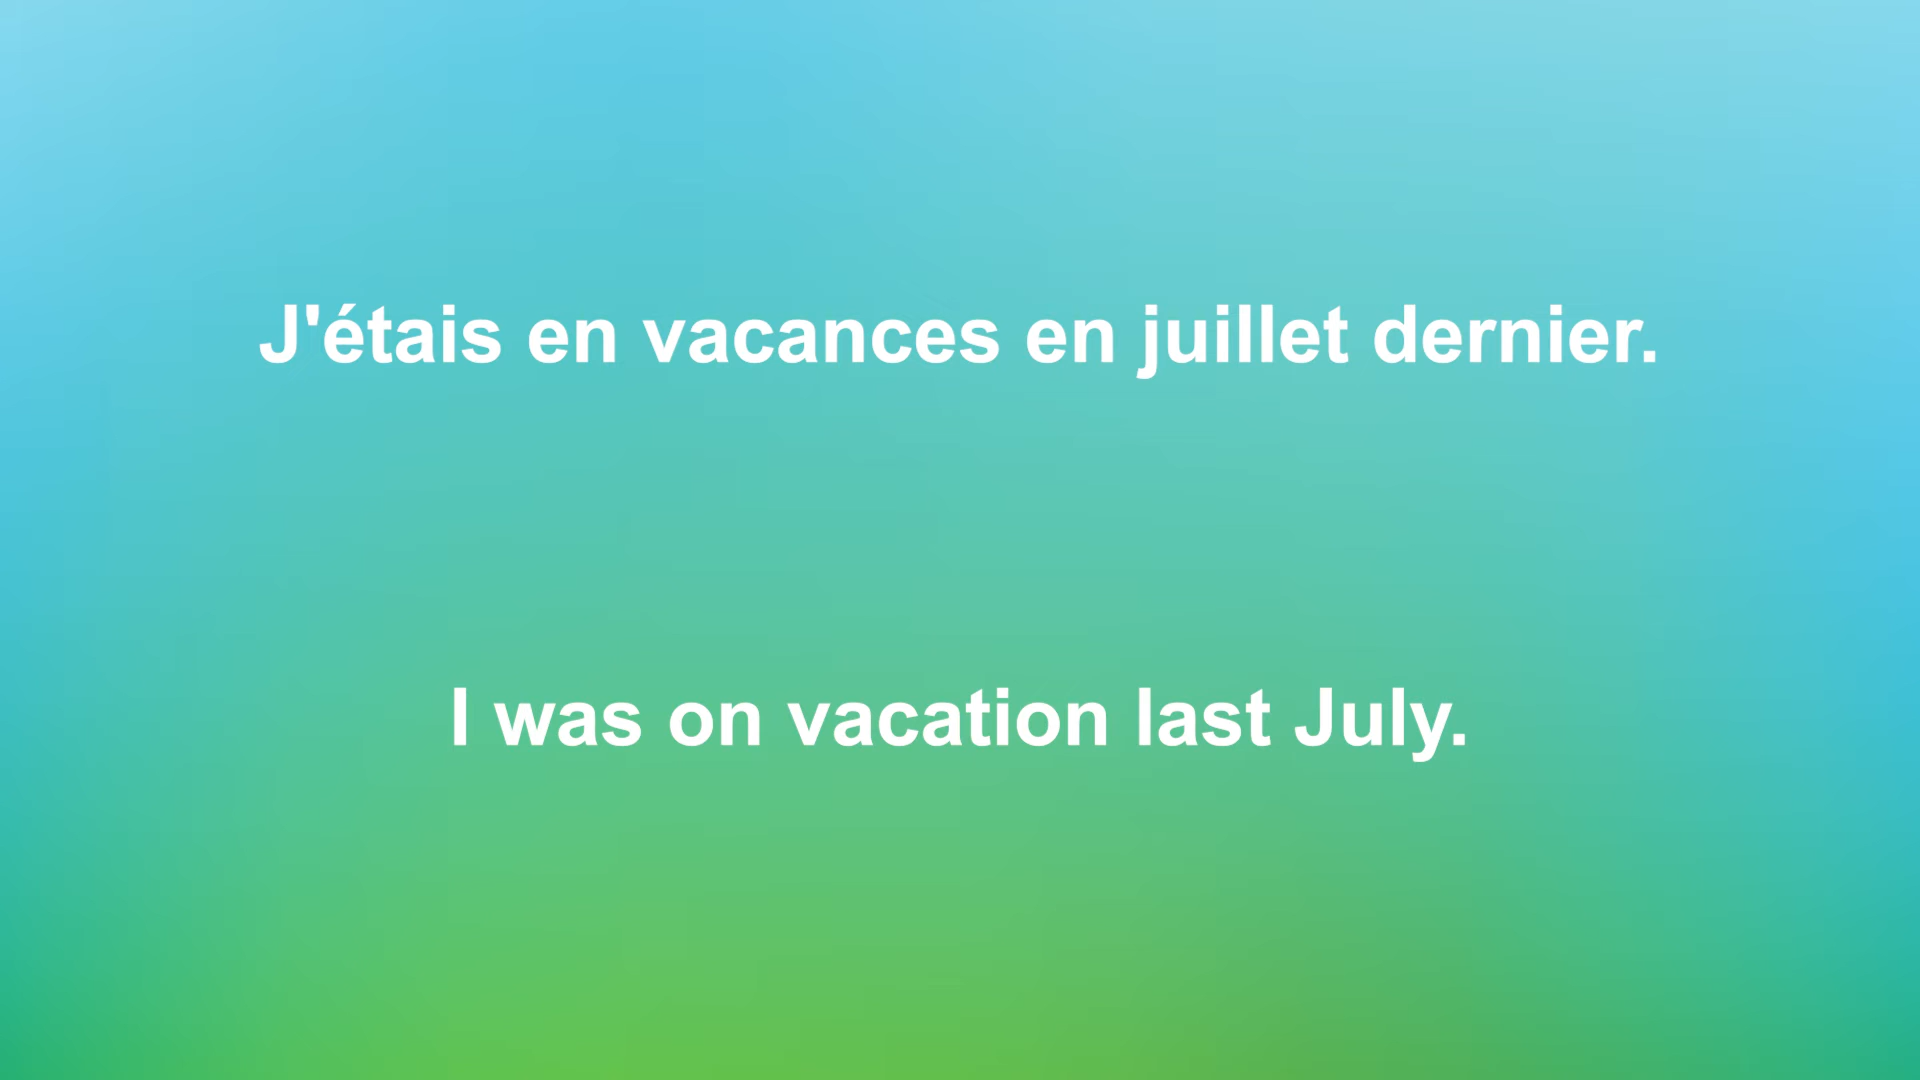 J'étais en vacances en juillet dernier.
I was on vacation last July.